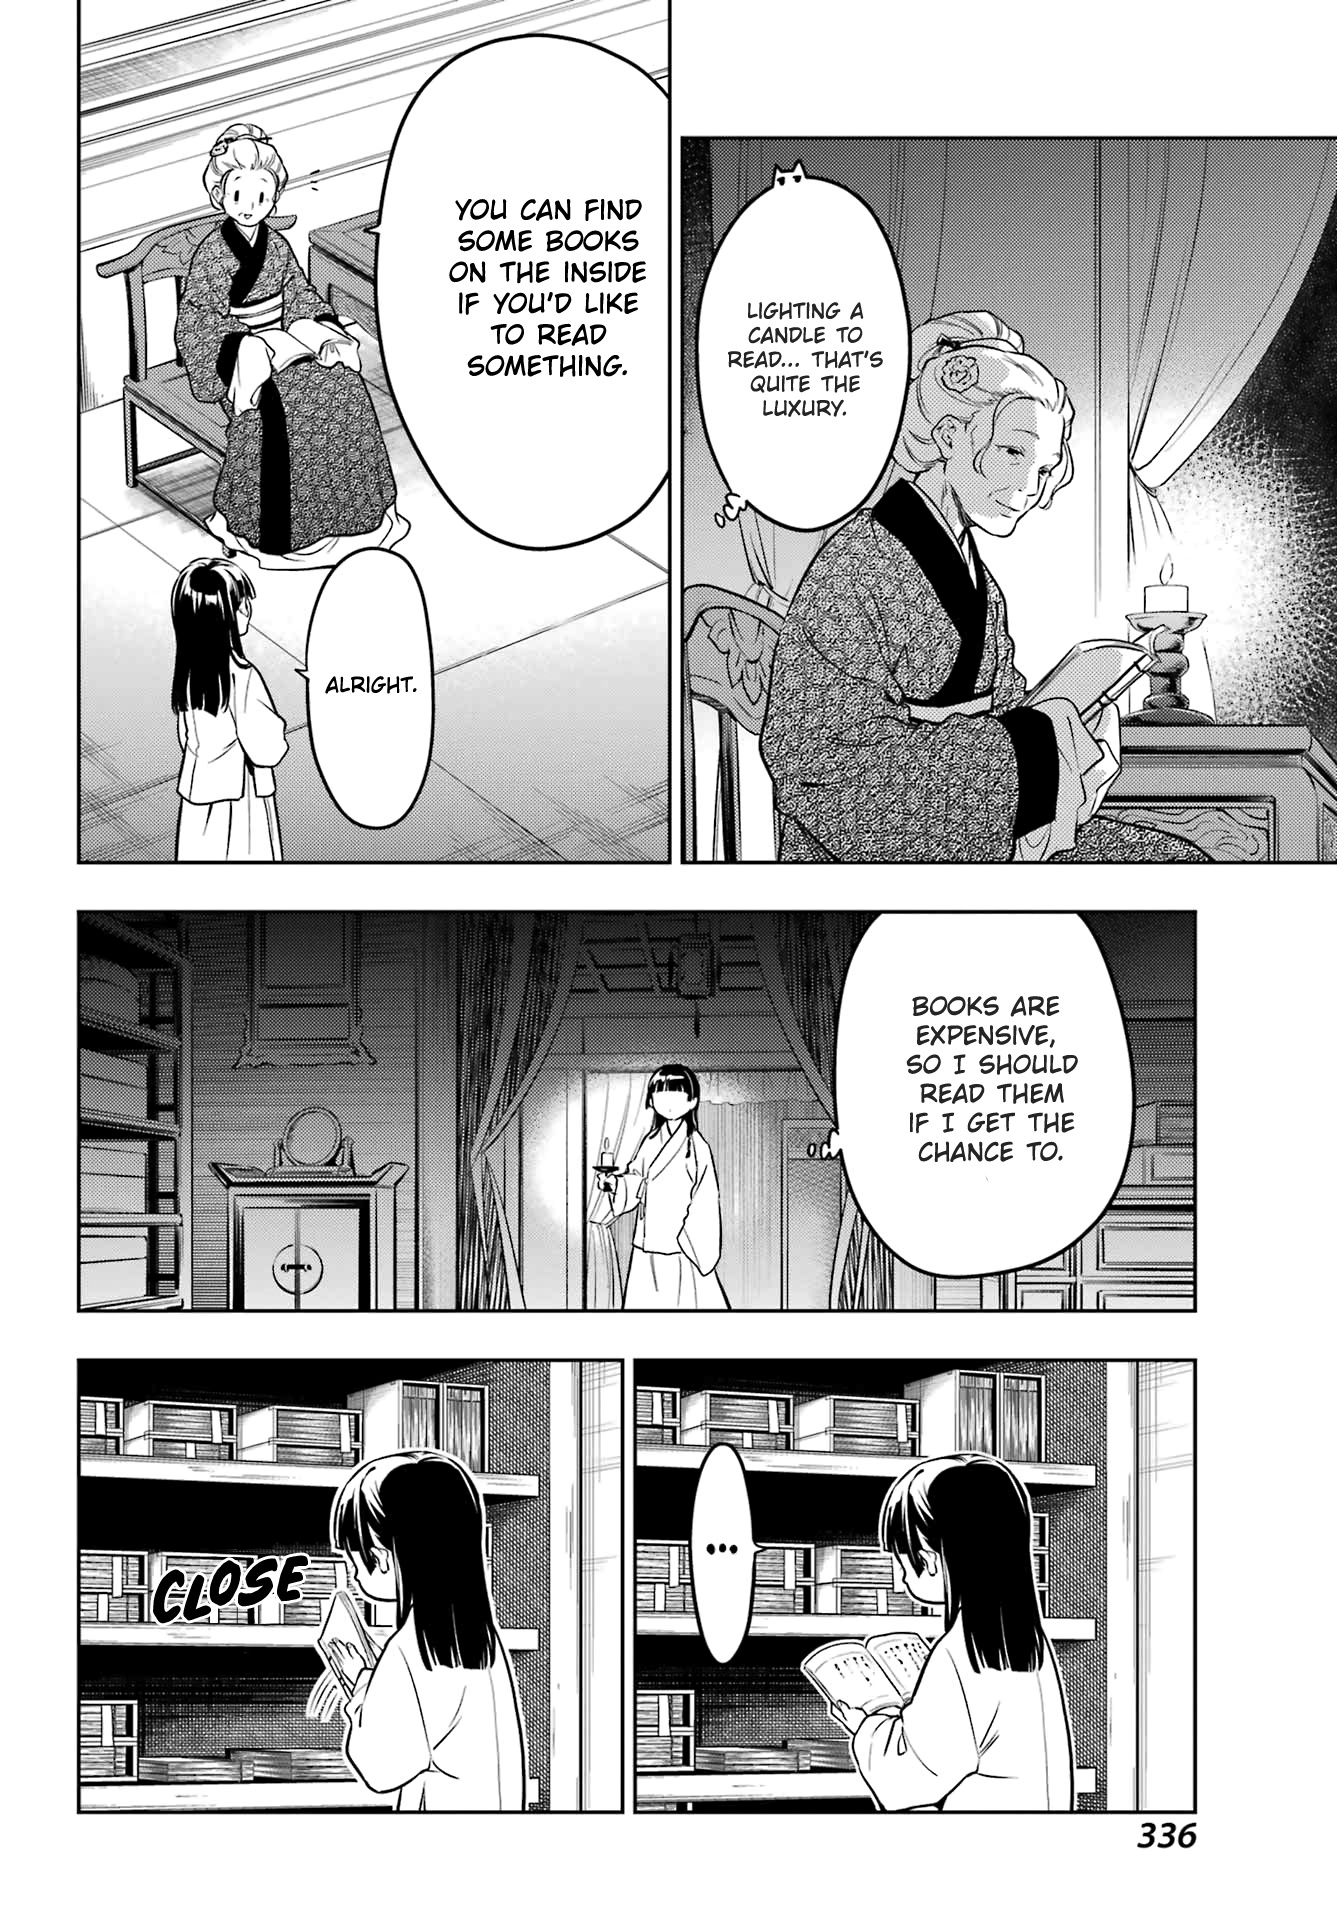 LIGHTING A
CANDLE TO
READ... THAT'S
QUITE THE
LUXURY.
YOU CAN FIND
SOME BOOKS
ON THE INSIDE
IF YOU'D LIKE
TO READ
SOMETHING.
ALRIGHT.
BOOKS ARE
EXPENSIVE,
SO I SHOULD
READ THEM
IF I GET THE
CHANCE TO.
...
CLOSE
336